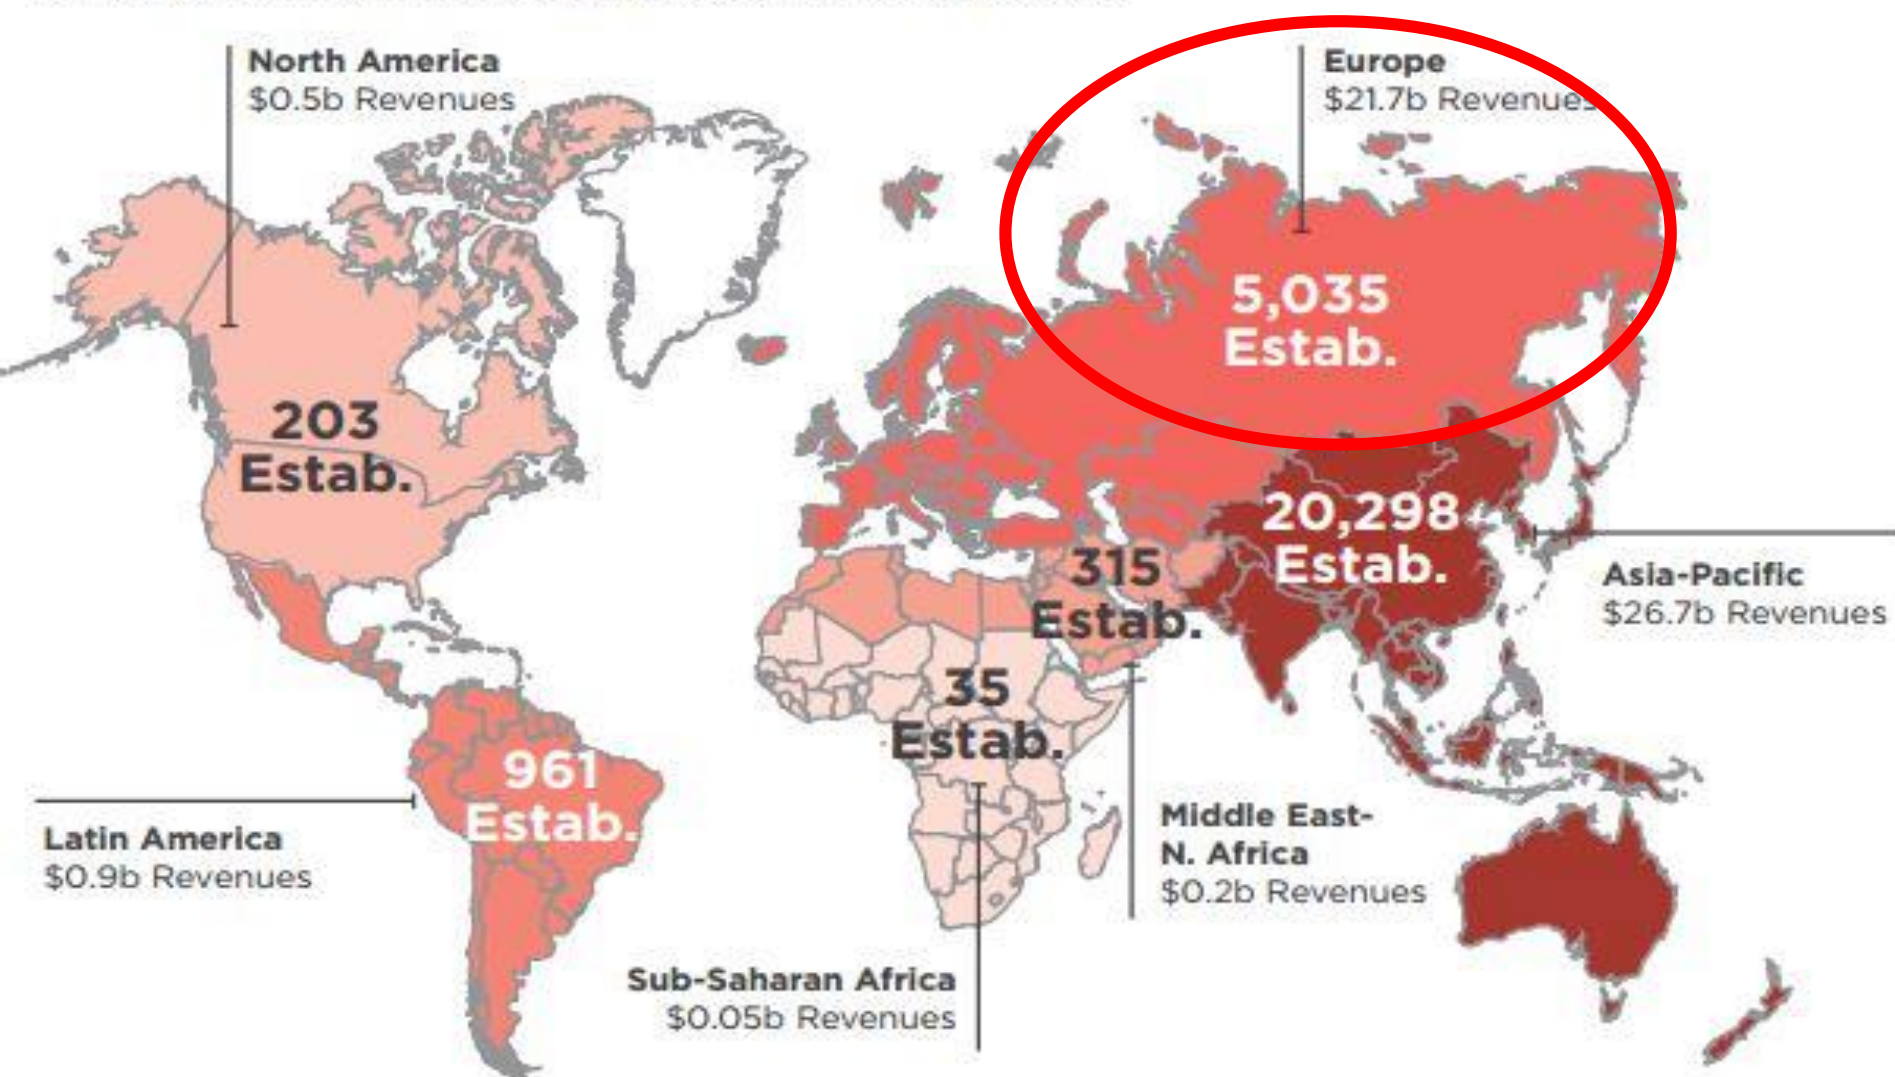 North America
$0.5b Revenues
Europe
$21.7b Revenues
5,035
Estab.
203
Estab.
20,298
Estab.
315
Estab.
Asia-Pacific
$26.7b Revenues
35
Estab.
961
Estab.
Latin America
$0.9b Revenues
Middle East-
N. Africa
$0.2b Revenues
Sub-Saharan Africa
$0.05b Revenues